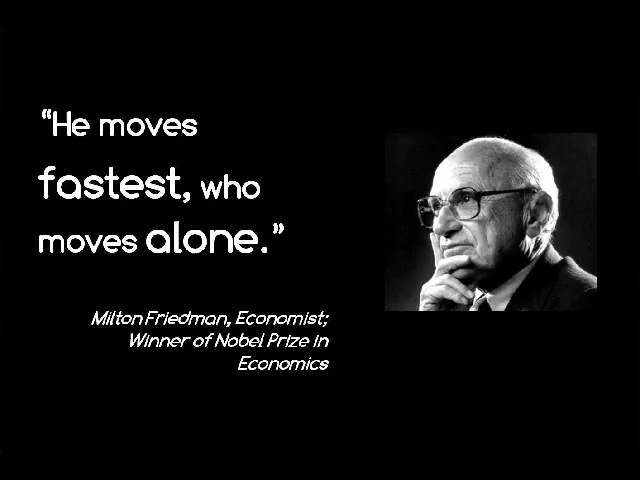 “He moves
fastest, who
moves alone.”
Milton Friedman, Economist;
Winner of Nobel Prize in
Economics